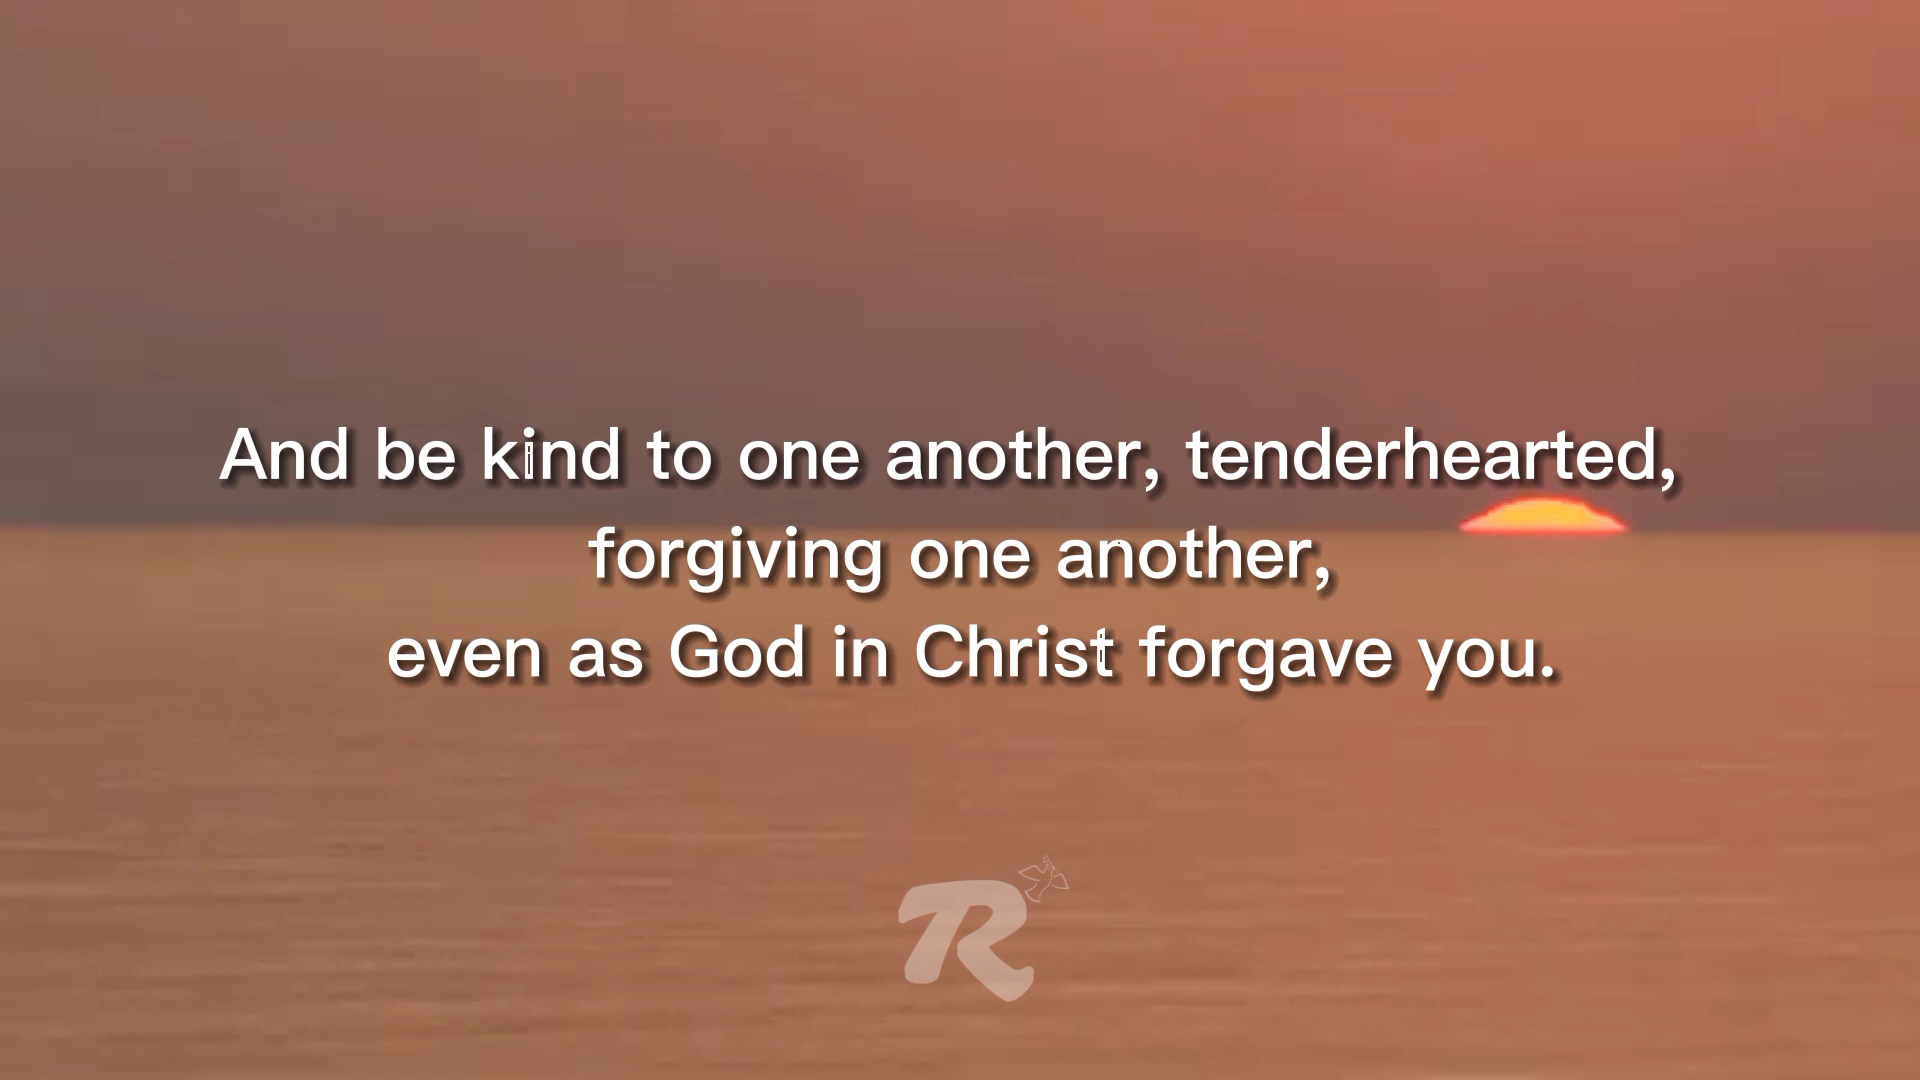 And be kind to one another, tenderhearted,
forgiving one another,
even as God in Christ forgave you.
R